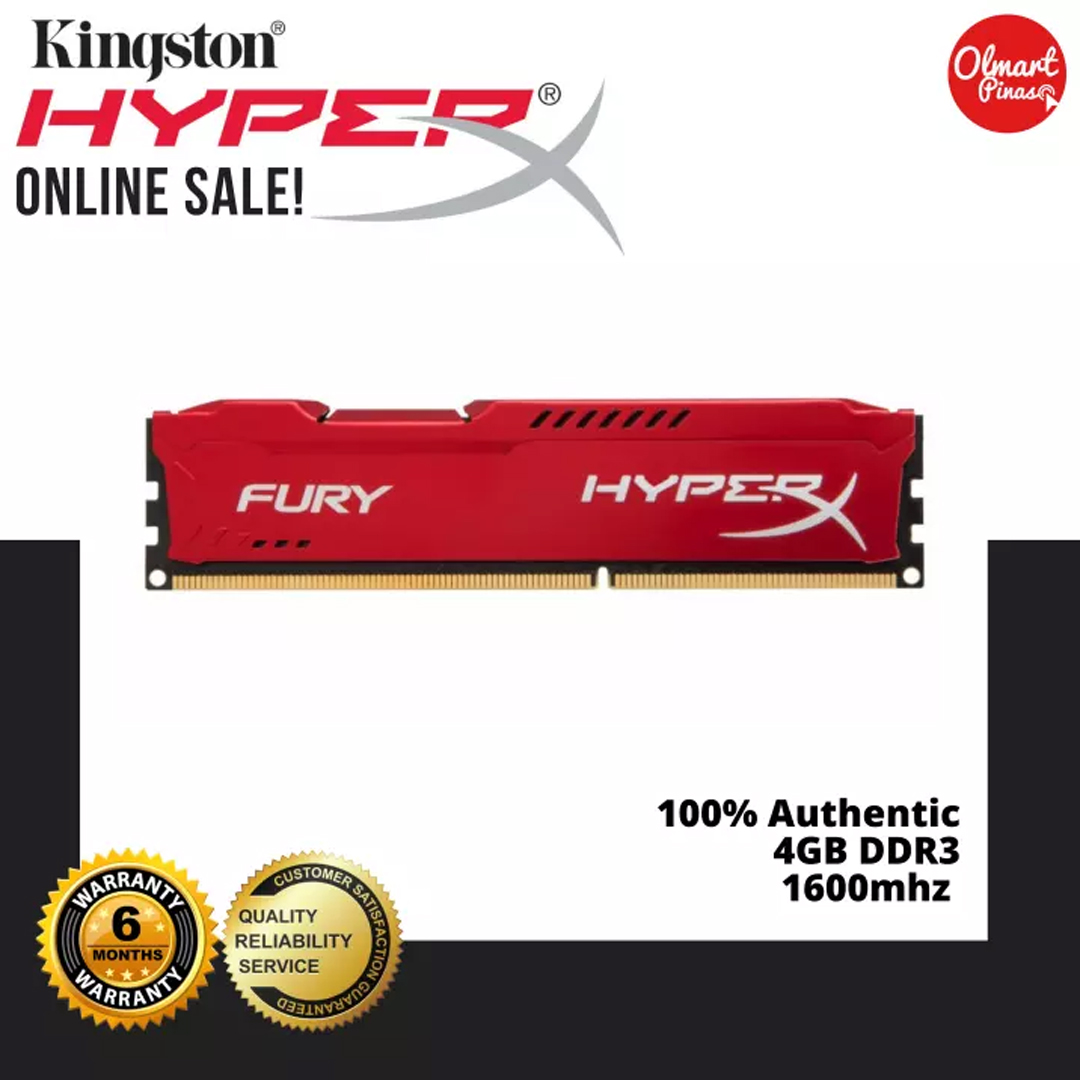 Kingston®
HYPERX®
ONLINE SALE!
Olmart
Pinas
FURY
HYPERX
100% Authentic
4GB DDR3
1600mhz
WARRANTY
6
MONTHS
WARRANTY
CUSTOMER SATISFACTION GUARANTEED
QUALITY
RELIABILITY
SERVICE